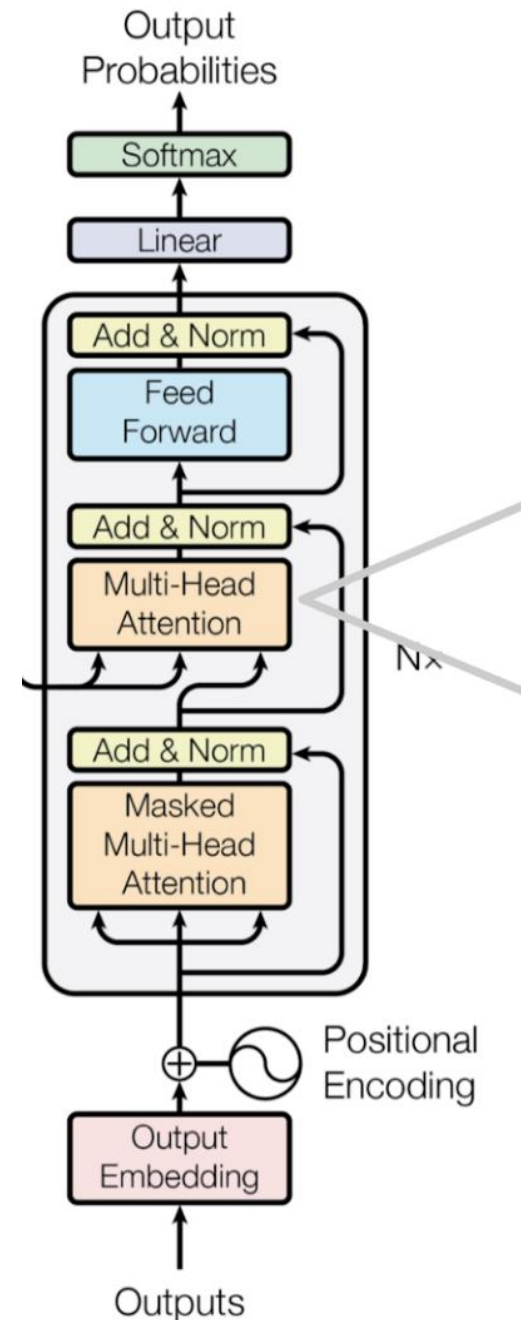 Output
Probabilities
Softmax
Linear
Add & Norm
Feed
Forward
Add & Norm
Multi-Head
Attention
N×
Add & Norm
Masked
Multi-Head
Attention
Positional
Encoding
Output
Embedding
Outputs